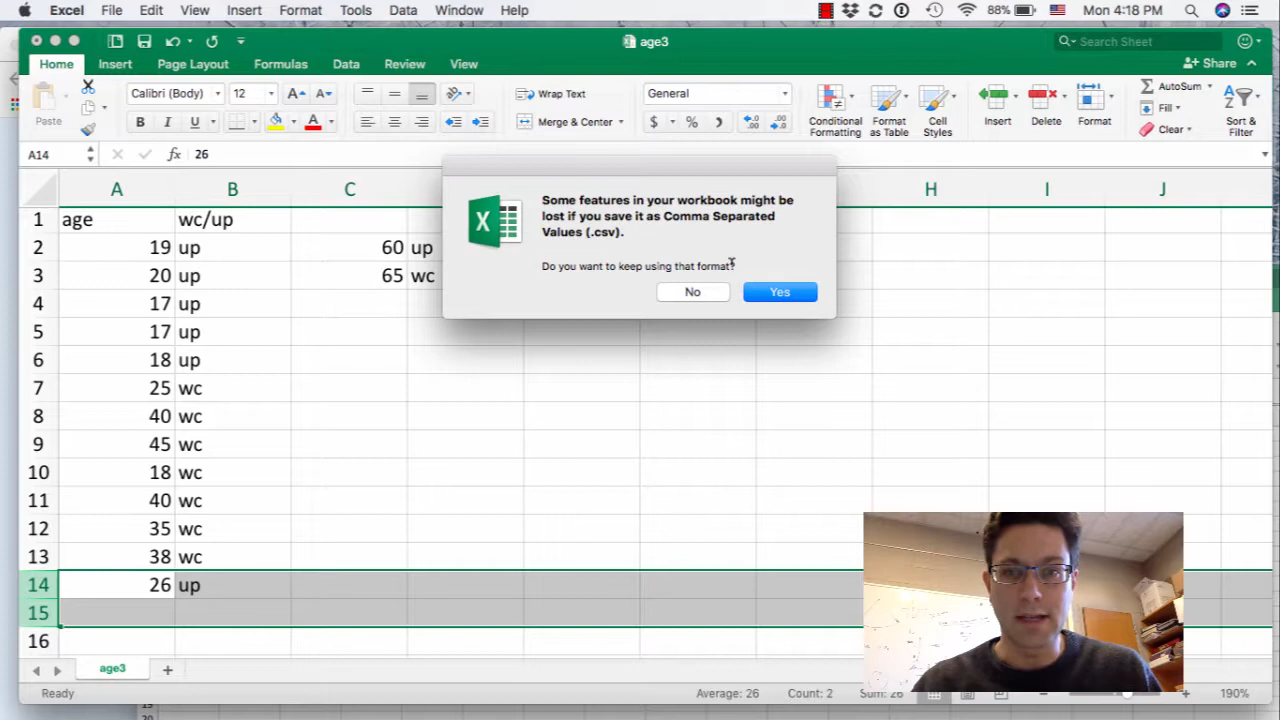 Excel File Edit View Insert Format Tools Data Window Help 88% Mon 4:18 PM
age3 Search Sheet
Home Insert Page Layout Formulas Data Review View Share
Paste Calibri (Body) 12 A A Wrap Text General Conditional Formatting Format as Table Cell Styles Insert Delete Format AutoSum Sort & Filter
B I U A Merge & Center $ % Fill
Clear
A14 fx 26
A B C H I J
1 age wc/up
2 19 up 60 up
3 20 up 65 wc
4 17 up
5 17 up
6 18 up
7 25 wc
8 40 wc
9 45 wc
10 18 wc
11 40 wc
12 35 wc
13 38 wc
14 26 up
15
16
Some features in your workbook might be
lost if you save it as Comma Separated
Values (.csv).
Do you want to keep using that format?
No Yes
age3
Ready Average: 26 Count: 2 Sum: 26 190%
19
20